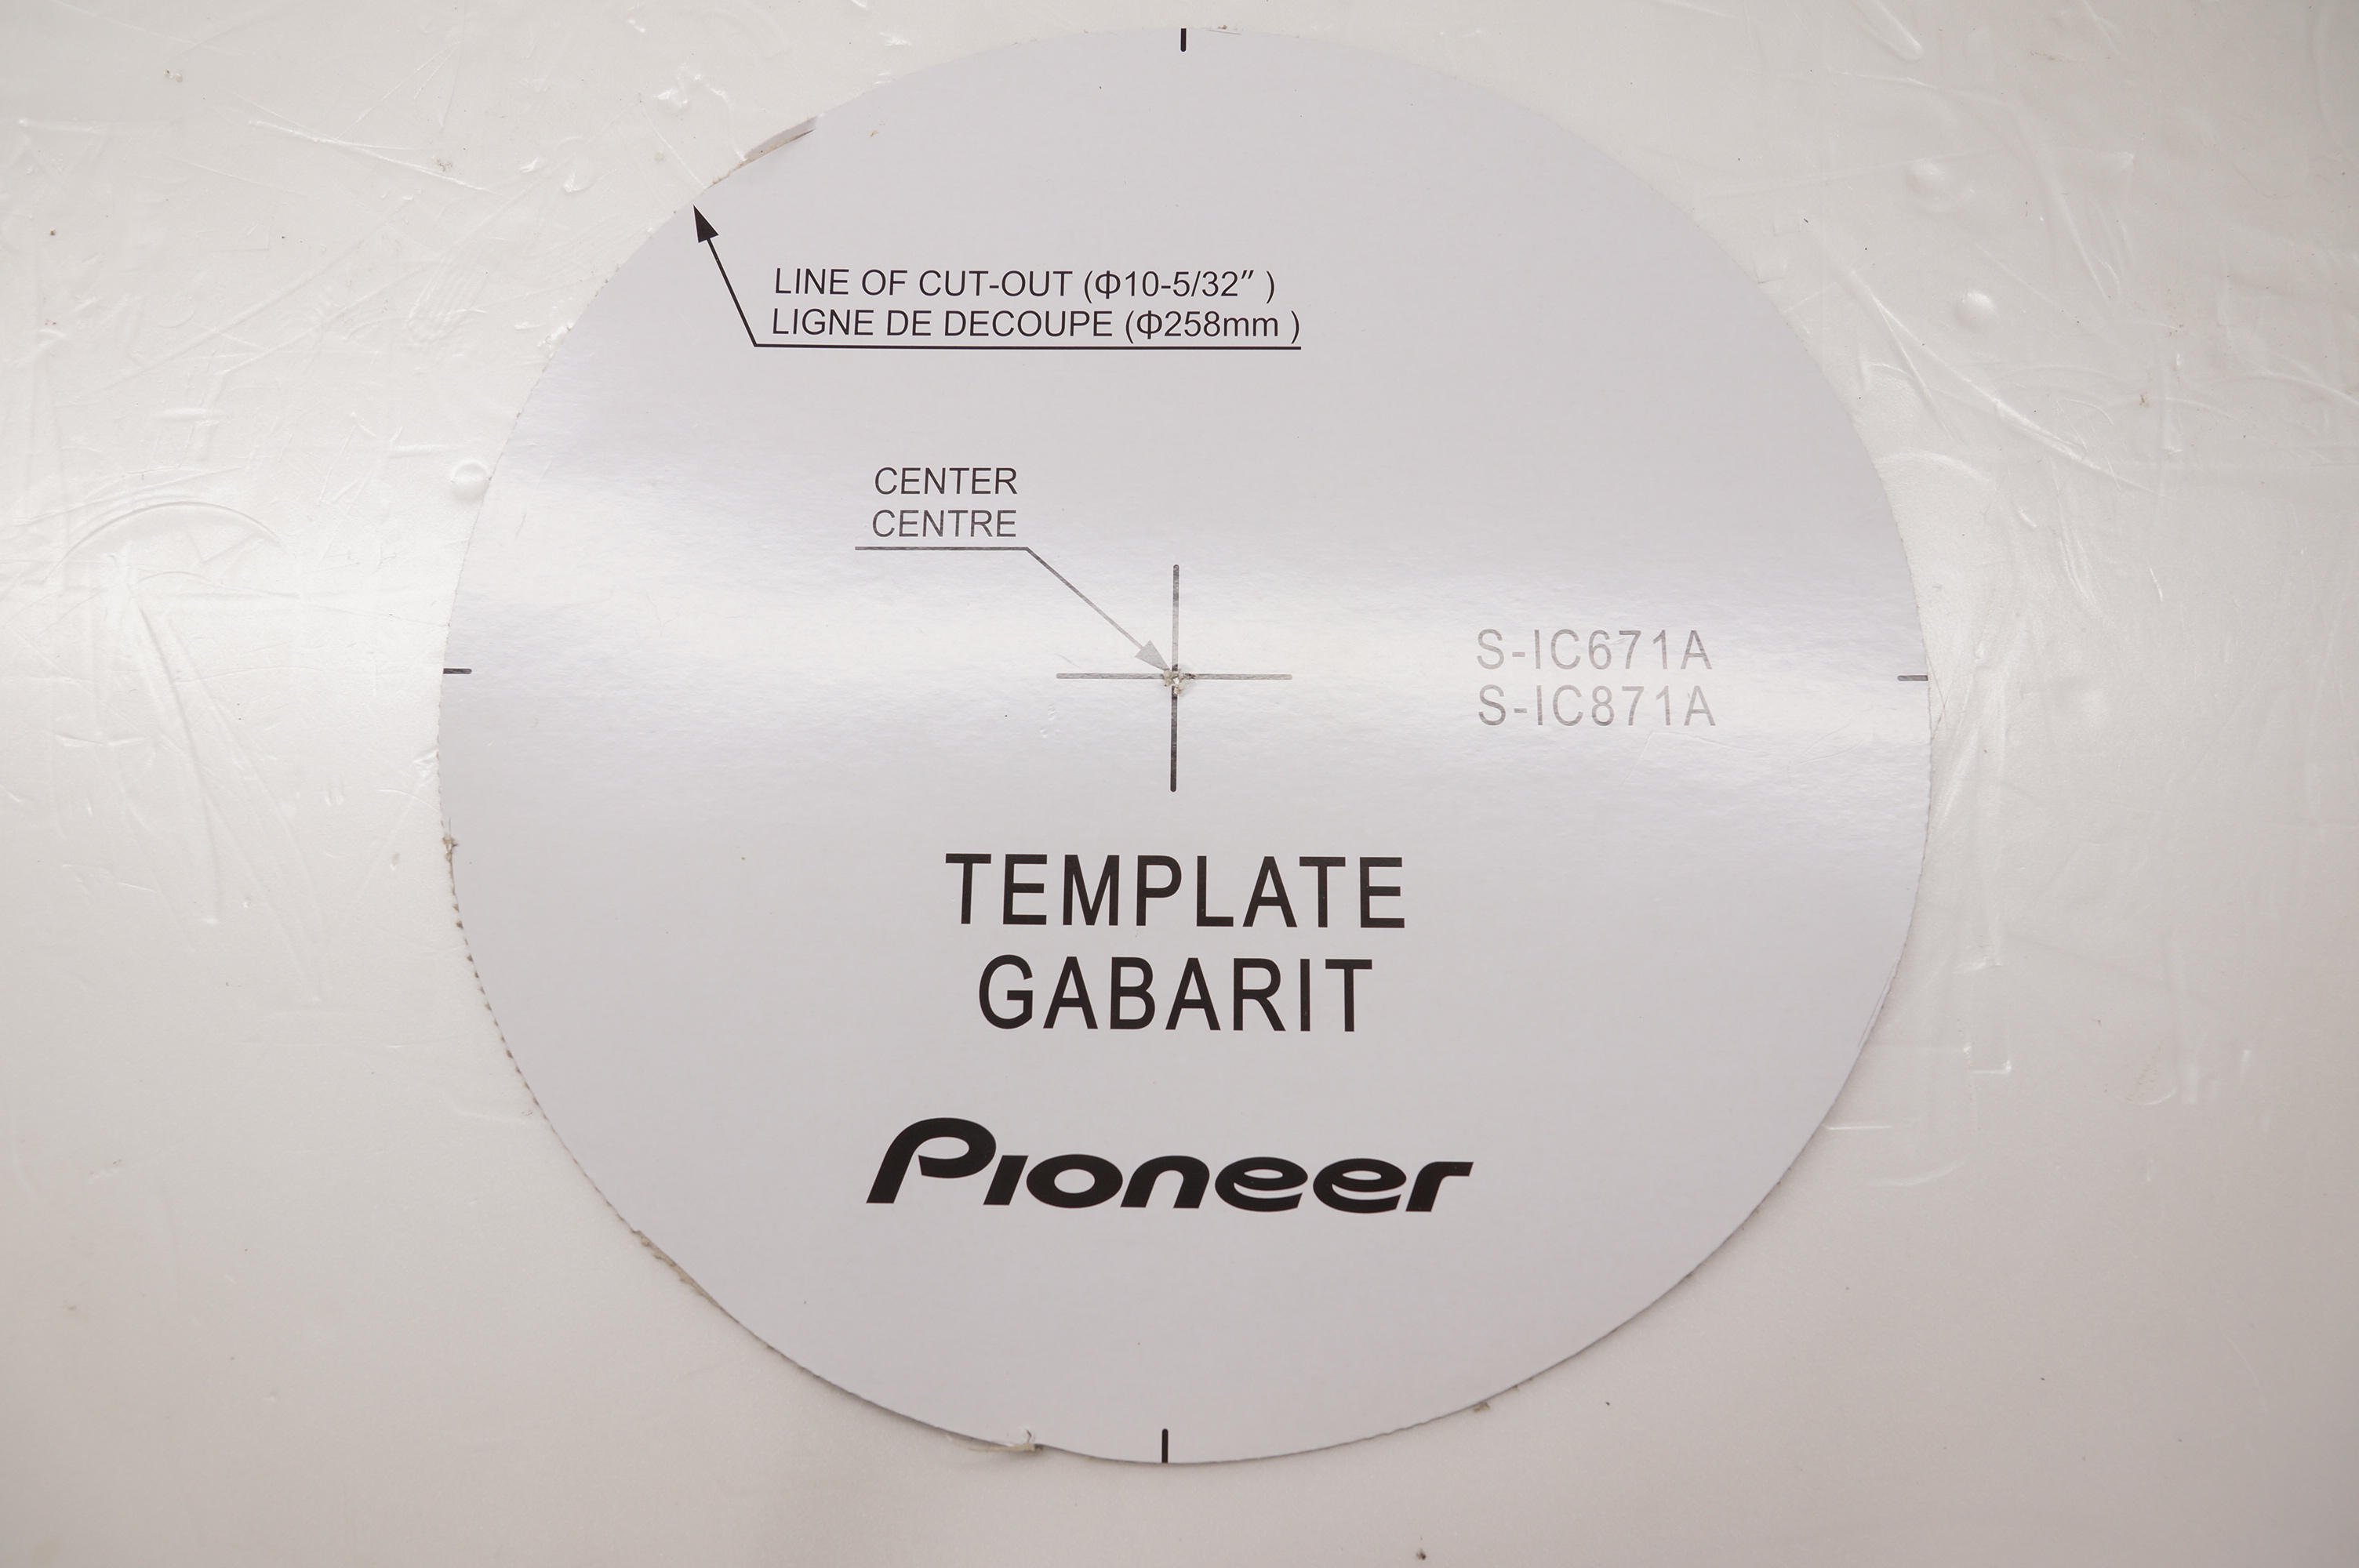 LINE OF CUT-OUT (Φ10-5/32″ )
LIGNE DE DECOUPE (Φ258mm )
CENTER
CENTRE
S-IC671A
S-IC871A
TEMPLATE
GABARIT
Pioneer